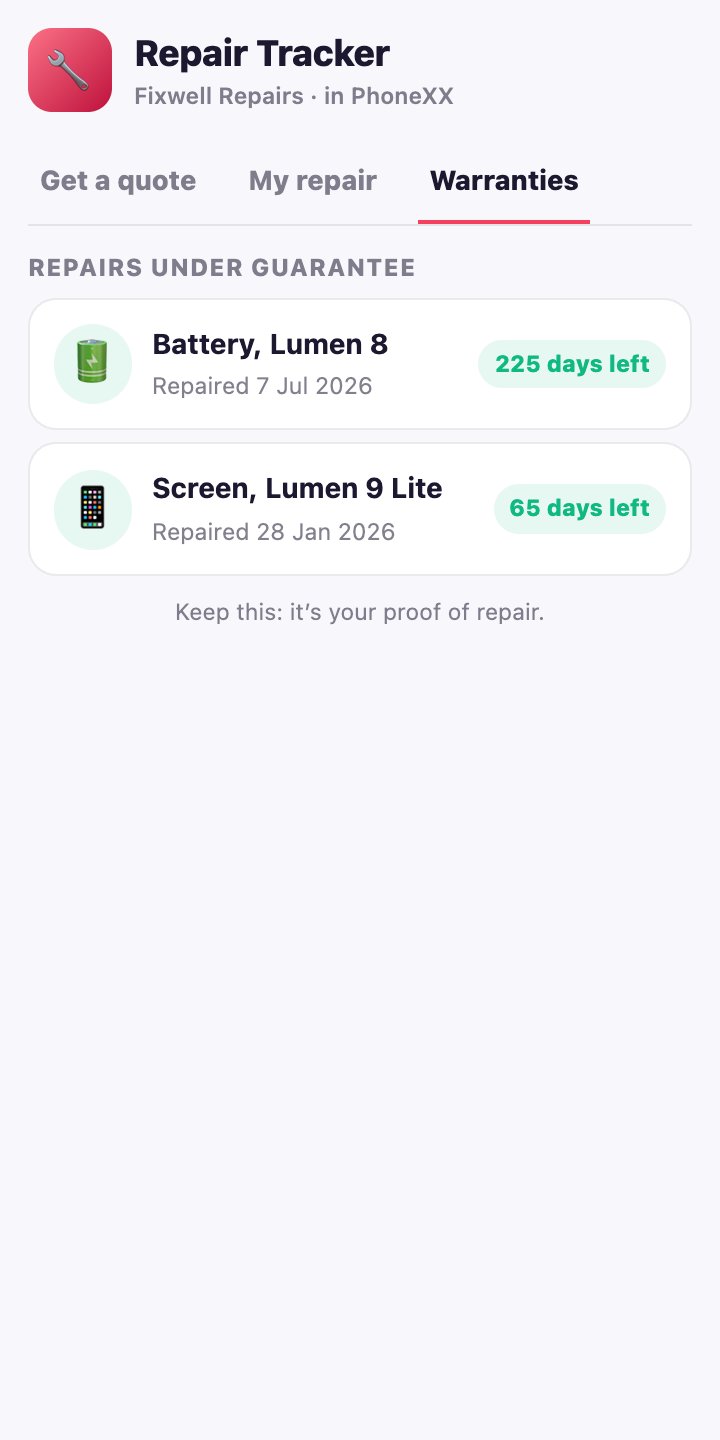 Repair Tracker
Fixwell Repairs · in PhoneXX
Get a quote My repair Warranties
REPAIRS UNDER GUARANTEE
Battery, Lumen 8
Repaired 7 Jul 2026
225 days left
Screen, Lumen 9 Lite
Repaired 28 Jan 2026
65 days left
Keep this: it’s your proof of repair.